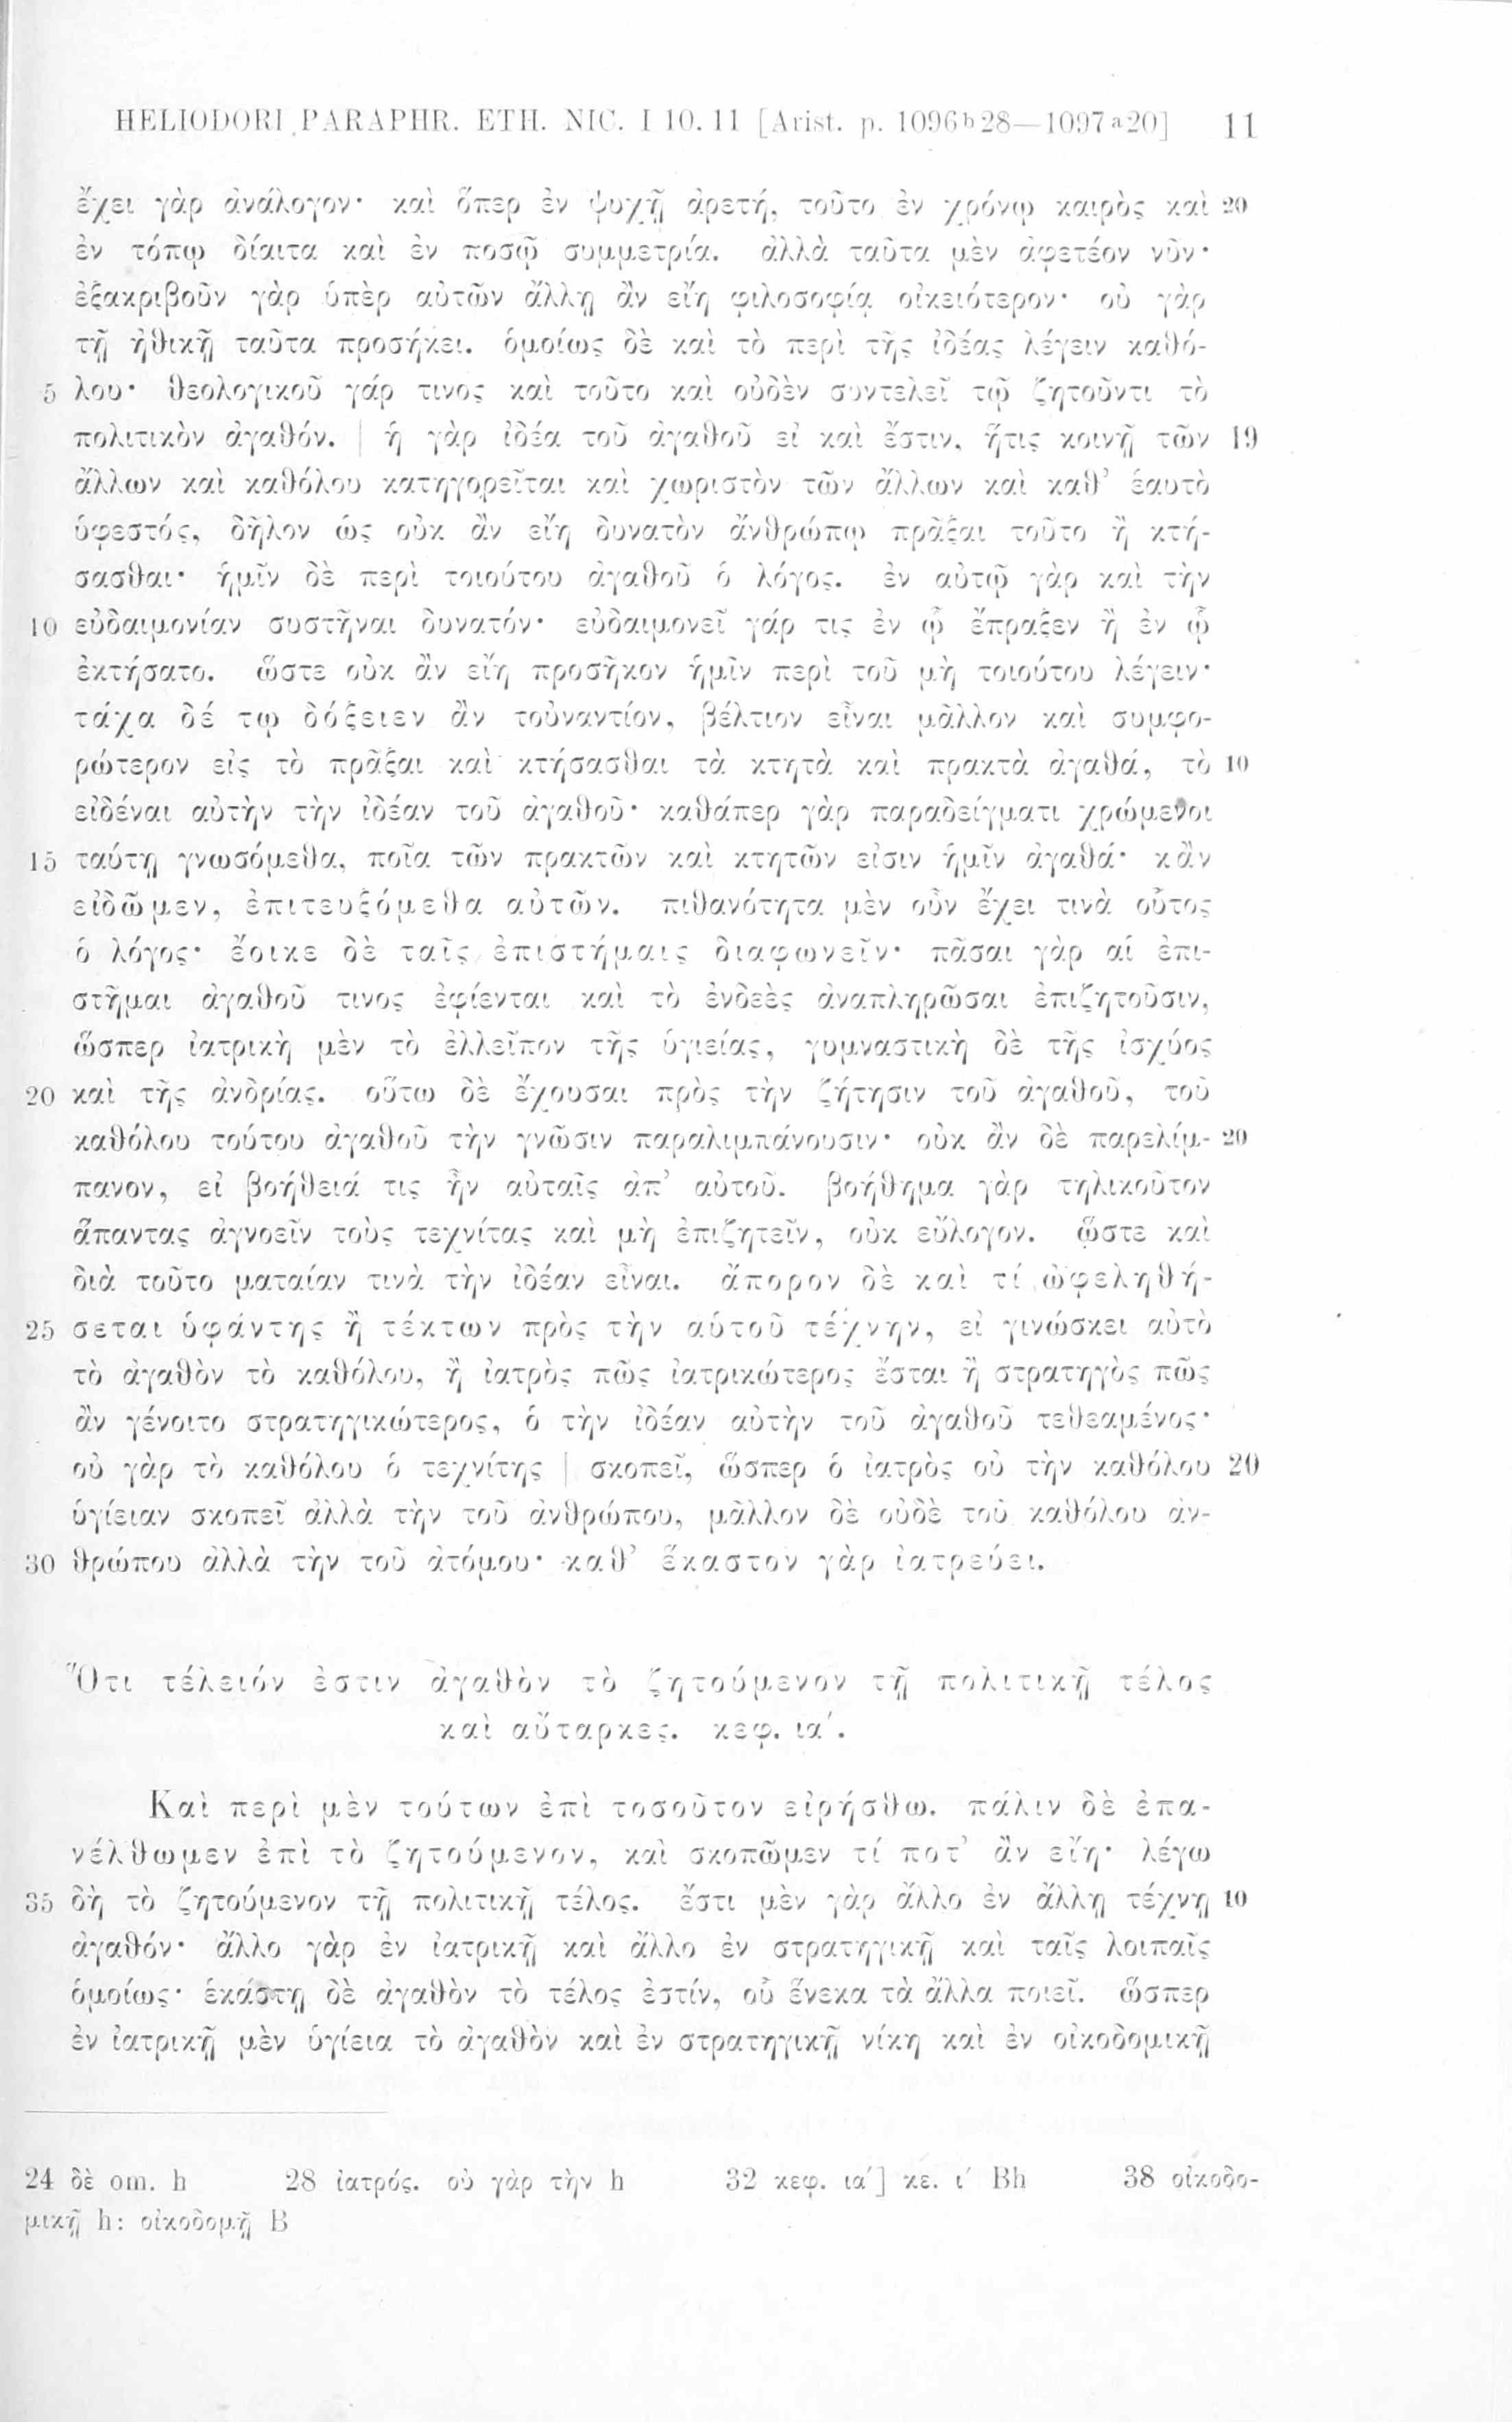 HELIODORI PARAPHR. ETH. NIC. I 10. 11 [Arist. p. 1096b28—1097a20] 11
ἔχει γὰρ ἀνάλογον· καὶ ὅπερ ἐν ψυχῇ ἀρετή, τοῦτο ἐν χρόνῳ καιρὸς καὶ 20
ἐν τόπῳ δίαιτα καὶ ἐν ποσῷ συμμετρία. ἀλλὰ ταῦτα μὲν ἀφετέον νῦν·
ἐξακριβοῦν γὰρ ὑπὲρ αὐτῶν ἄλλῃ ἂν εἴη φιλοσοφίᾳ οἰκειότερον· οὐ γὰρ
τῇ ἠθικῇ ταῦτα προσήκει. ὁμοίως δὲ καὶ τὸ περὶ τῆς ἰδέας λέγειν καθό-
5 λου· θεολογικοῦ γάρ τινος καὶ τοῦτο καὶ οὐδὲν συντελεῖ τῷ ζητοῦντι τὸ
πολιτικὸν ἀγαθόν. | ἡ γὰρ ἰδέα τοῦ ἀγαθοῦ εἰ καὶ ἔστιν, ἥτις κοινῇ τῶν 19
ἄλλων καὶ καθόλου κατηγορεῖται καὶ χωριστὸν τῶν ἄλλων καὶ καθ’ ἑαυτὸ
ὑφεστός, δῆλον ὡς οὐκ ἂν εἴη δυνατὸν ἀνθρώπῳ πρᾶξαι τοῦτο ἢ κτή-
σασθαι· ἡμῖν δὲ περὶ τοιούτου ἀγαθοῦ ὁ λόγος. ἐν αὐτῷ γὰρ καὶ τὴν
10 εὐδαιμονίαν συστῆναι δυνατόν· εὐδαιμονεῖ γάρ τις ἐν ᾧ ἔπραξεν ἢ ἐν ᾧ
ἐκτήσατο. ὥστε οὐκ ἂν εἴη προσῆκον ἡμῖν περὶ τοῦ μὴ τοιούτου λέγειν·
τάχα δέ τῳ δόξειεν ἂν τοὐναντίον, βέλτιον εἶναι μᾶλλον καὶ συμφο-
ρώτερον εἰς τὸ πρᾶξαι καὶ κτήσασθαι τὰ κτητὰ καὶ πρακτὰ ἀγαθά, τὸ 10
εἰδέναι αὐτὴν τὴν ἰδέαν τοῦ ἀγαθοῦ· καθάπερ γὰρ παραδείγματι χρώμενοι
15 ταύτῃ γνωσόμεθα, ποῖα τῶν πρακτῶν καὶ κτητῶν εἰσιν ἡμῖν ἀγαθά· κἂν
εἰδῶμεν, ἐπιτευξόμεθα αὐτῶν. πιθανότητα μὲν οὖν ἔχει τινὰ οὗτος
ὁ λόγος· ἔοικε δὲ ταῖς ἐπιστήμαις διαφωνεῖν· πᾶσαι γὰρ αἱ ἐπι-
στῆμαι ἀγαθοῦ τινος ἐφίενται καὶ τὸ ἐνδεὲς ἀναπληρῶσαι ἐπιζητοῦσιν,
ὥσπερ ἰατρικὴ μὲν τὸ ἐλλεῖπον τῆς ὑγιείας, γυμναστικὴ δὲ τῆς ἰσχύος
20 καὶ τῆς ἀνδρίας. οὕτω δὲ ἔχουσαι πρὸς τὴν ζήτησιν τοῦ ἀγαθοῦ, τοῦ
καθόλου τούτου ἀγαθοῦ τὴν γνῶσιν παραλιμπάνουσιν· οὐκ ἂν δὲ παρελίμ- 20
πανον, εἰ βοήθειά τις ἦν αὐταῖς ἀπ’ αὐτοῦ. βοήθημα γὰρ τηλικοῦτον
ἅπαντας ἀγνοεῖν τοὺς τεχνίτας καὶ μὴ ἐπιζητεῖν, οὐκ εὔλογον. ὥστε καὶ
διὰ τοῦτο ματαίαν τινὰ τὴν ἰδέαν εἶναι. ἄπορον δὲ καὶ τί ὠφεληθή-
25 σεται ὑφάντης ἢ τέκτων πρὸς τὴν αὑτοῦ τέχνην, εἰ γινώσκει αὐτὸ
τὸ ἀγαθὸν τὸ καθόλου, ἢ ἰατρὸς πῶς ἰατρικώτερος ἔσται ἢ στρατηγὸς πῶς
ἂν γένοιτο στρατηγικώτερος, ὁ τὴν ἰδέαν αὐτὴν τοῦ ἀγαθοῦ τεθεαμένος·
οὐ γὰρ τὸ καθόλου ὁ τεχνίτης | σκοπεῖ, ὥσπερ ὁ ἰατρὸς οὐ τὴν καθόλου 20
ὑγίειαν σκοπεῖ ἀλλὰ τὴν τοῦ ἀνθρώπου, μᾶλλον δὲ οὐδὲ τοῦ καθόλου ἀν-
30 θρώπου ἀλλὰ τὴν τοῦ ἀτόμου· καθ’ ἕκαστον γὰρ ἰατρεύει.
Ὅτι τέλειόν ἐστιν ἀγαθὸν τὸ ζητούμενον τῇ πολιτικῇ τέλος
καὶ αὔταρκες. κεφ. ια′.
Καὶ περὶ μὲν τούτων ἐπὶ τοσοῦτον εἰρήσθω. πάλιν δὲ ἐπα-
νέλθωμεν ἐπὶ τὸ ζητούμενον, καὶ σκοπῶμεν τί ποτ’ ἂν εἴη· λέγω
35 δὴ τὸ ζητούμενον τῇ πολιτικῇ τέλος. ἔστι μὲν γὰρ ἄλλο ἐν ἄλλῃ τέχνῃ 10
ἀγαθόν· ἄλλο γὰρ ἐν ἰατρικῇ καὶ ἄλλο ἐν στρατηγικῇ καὶ ταῖς λοιπαῖς
ὁμοίως· ἑκάστῃ δὲ ἀγαθὸν τὸ τέλος ἐστίν, οὗ ἕνεκα τὰ ἄλλα ποιεῖ. ὥσπερ
ἐν ἰατρικῇ μὲν ὑγίεια τὸ ἀγαθὸν καὶ ἐν στρατηγικῇ νίκη καὶ ἐν οἰκοδομικῇ
24 δὲ om. h 28 ἰατρός. οὐ γὰρ τὴν h 32 κεφ. ια′] κε. ι′ Bh 38 οἰκοδο-
μικῇ h: οἰκοδομῇ B